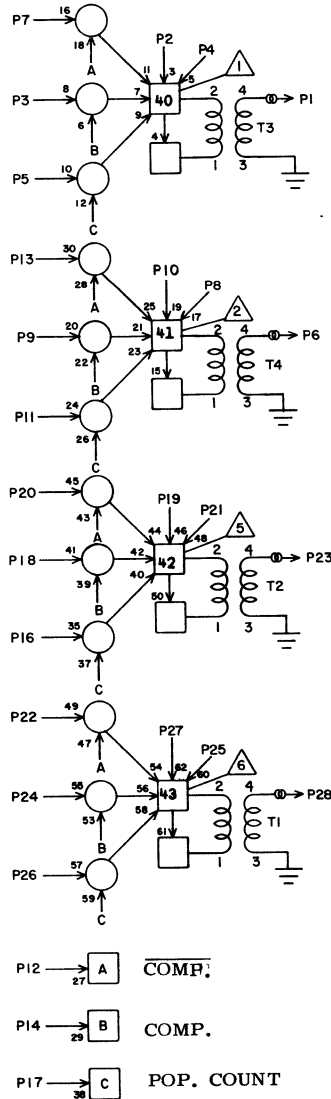 P7 16
18 P2 P4
A 11 3 5 1
P3 8 7 40 2 4 P1
6 9 T3
B 4
P5 10 1 3
12
C
P13 30
28 P10 P8
A 25 19 17 2
P9 20 21 41 2 4 P6
22 23 T4
B 15
P11 24 1 3
26
C
P20 45
43 P19 P21
A 44 46 48 5
P18 41 42 42 2 4 P23
39 40 T2
B 50
P16 35 1 3
37
C
P22 49
47 P27 P25
A 54 62 60 6
P24 55 56 43 2 4 P28
53 58 T1
B 61
P26 57 1 3
59
C
P12 27 A COMP.
P14 29 B COMP.
P17 38 C POP. COUNT